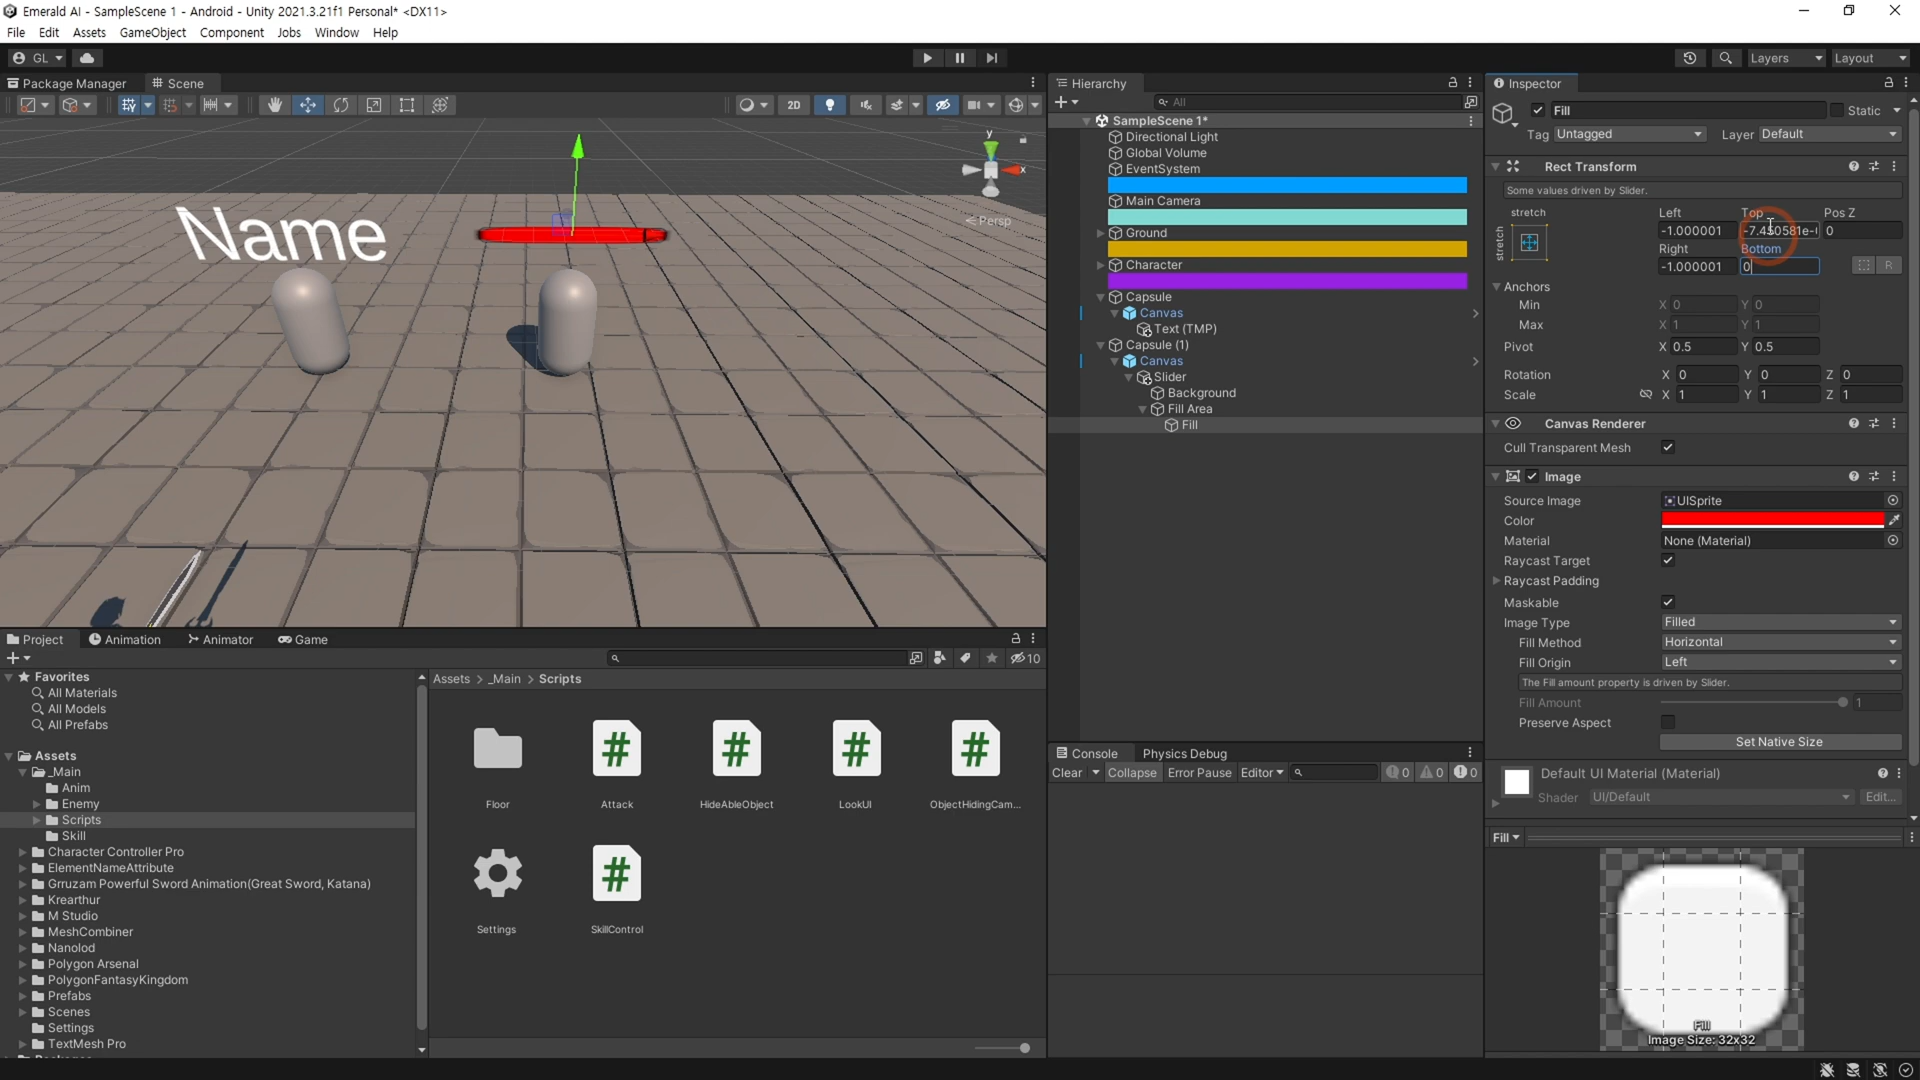 Emerald AI - SampleScene 1 - Android - Unity 2021.3.21f1 Personal* <DX11>
File Edit Assets GameObject Component Jobs Window Help
GL Layers Layout
Package Manager Scene
2D
Name
y
x
< Persp
Hierarchy
All
SampleScene 1*
Directional Light
Global Volume
EventSystem
Main Camera
Ground
Character
Capsule
Canvas
Text (TMP)
Capsule (1)
Canvas
Slider
Background
Fill Area
Fill
Inspector
Fill Static
Tag Untagged Layer Default
Rect Transform
Some values driven by Slider.
stretch Left Top Pos Z
stretch -1.000001 -7.450581e-( 0
Right Bottom
-1.000001 0 R
Anchors
Min X 0 Y 0
Max X 1 Y 1
Pivot X 0.5 Y 0.5
Rotation X 0 Y 0 Z 0
Scale X 1 Y 1 Z 1
Canvas Renderer
Cull Transparent Mesh
Image
Source Image UISprite
Color
Material None (Material)
Raycast Target
Raycast Padding
Maskable
Image Type Filled
Fill Method Horizontal
Fill Origin Left
The Fill amount property is driven by Slider.
Fill Amount 1
Preserve Aspect
Set Native Size
Default UI Material (Material)
Shader UI/Default Edit...
Fill
Fill
Image Size: 32x32
Project Animation Animator Game
10
Favorites
All Materials
All Models
All Prefabs
Assets
_Main
Anim
Enemy
Scripts
Skill
Character Controller Pro
ElementNameAttribute
Grruzam Powerful Sword Animation(Great Sword, Katana)
Krearthur
M Studio
MeshCombiner
Nanolod
Polygon Arsenal
PolygonFantasyKingdom
Prefabs
Scenes
Settings
TextMesh Pro
Assets > _Main > Scripts
Floor Attack HideAbleObject LookUI ObjectHidingCam...
Settings SkillControl
Console Physics Debug
Clear Collapse Error Pause Editor 0 0 0